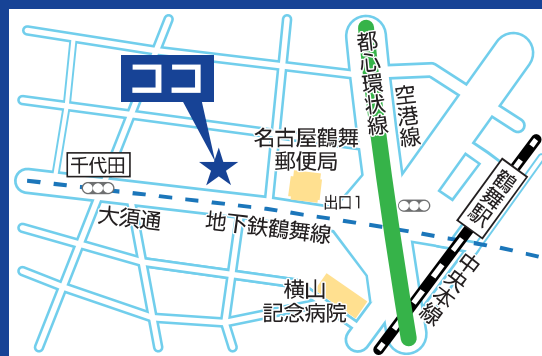 ココ
都心環状線
空港線
名古屋鶴舞
郵便局
千代田
出口1
鶴舞駅
大須通
地下鉄鶴舞線
中央本線
横山
記念病院